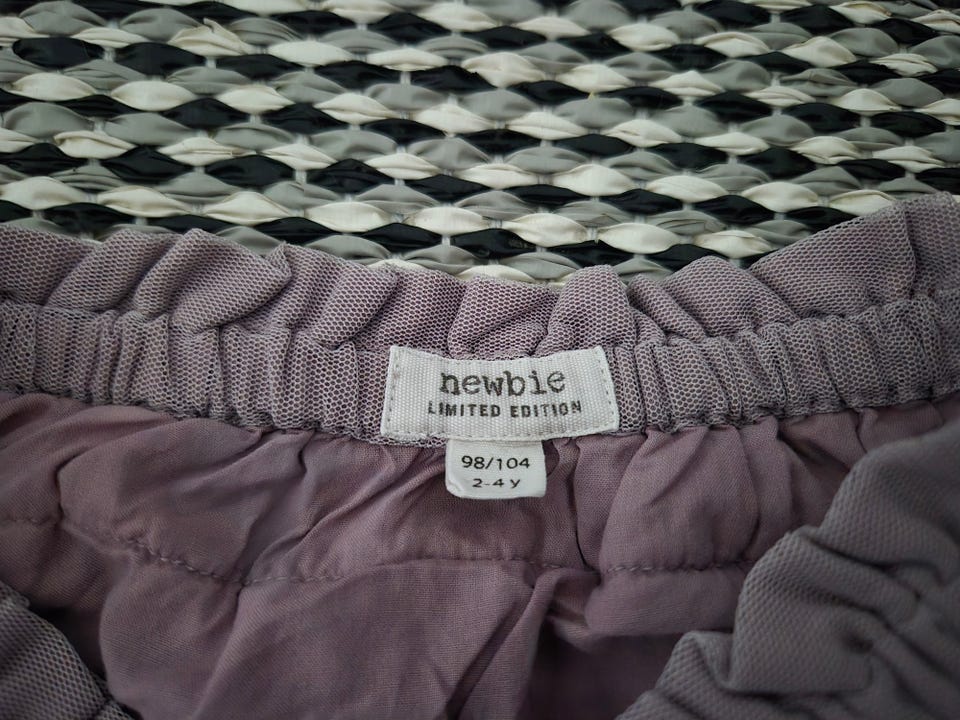 newbie
LIMITED EDITION
98/104
2-4 y